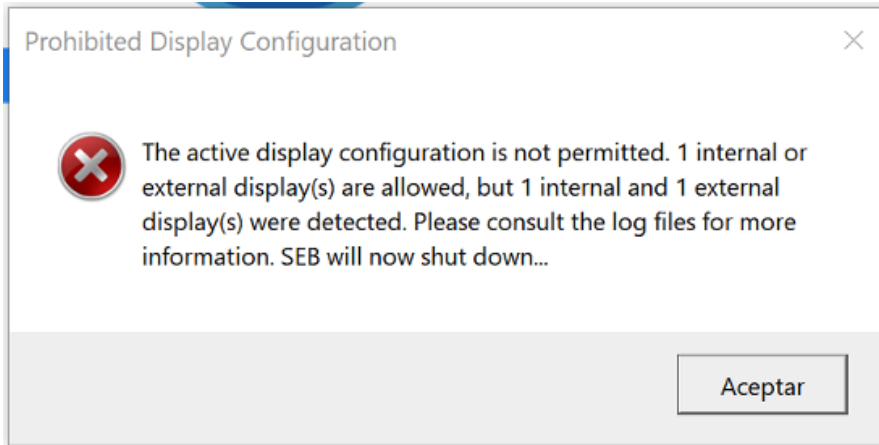 Prohibited Display Configuration
The active display configuration is not permitted. 1 internal or
external display(s) are allowed, but 1 internal and 1 external
display(s) were detected. Please consult the log files for more
information. SEB will now shut down...
Aceptar